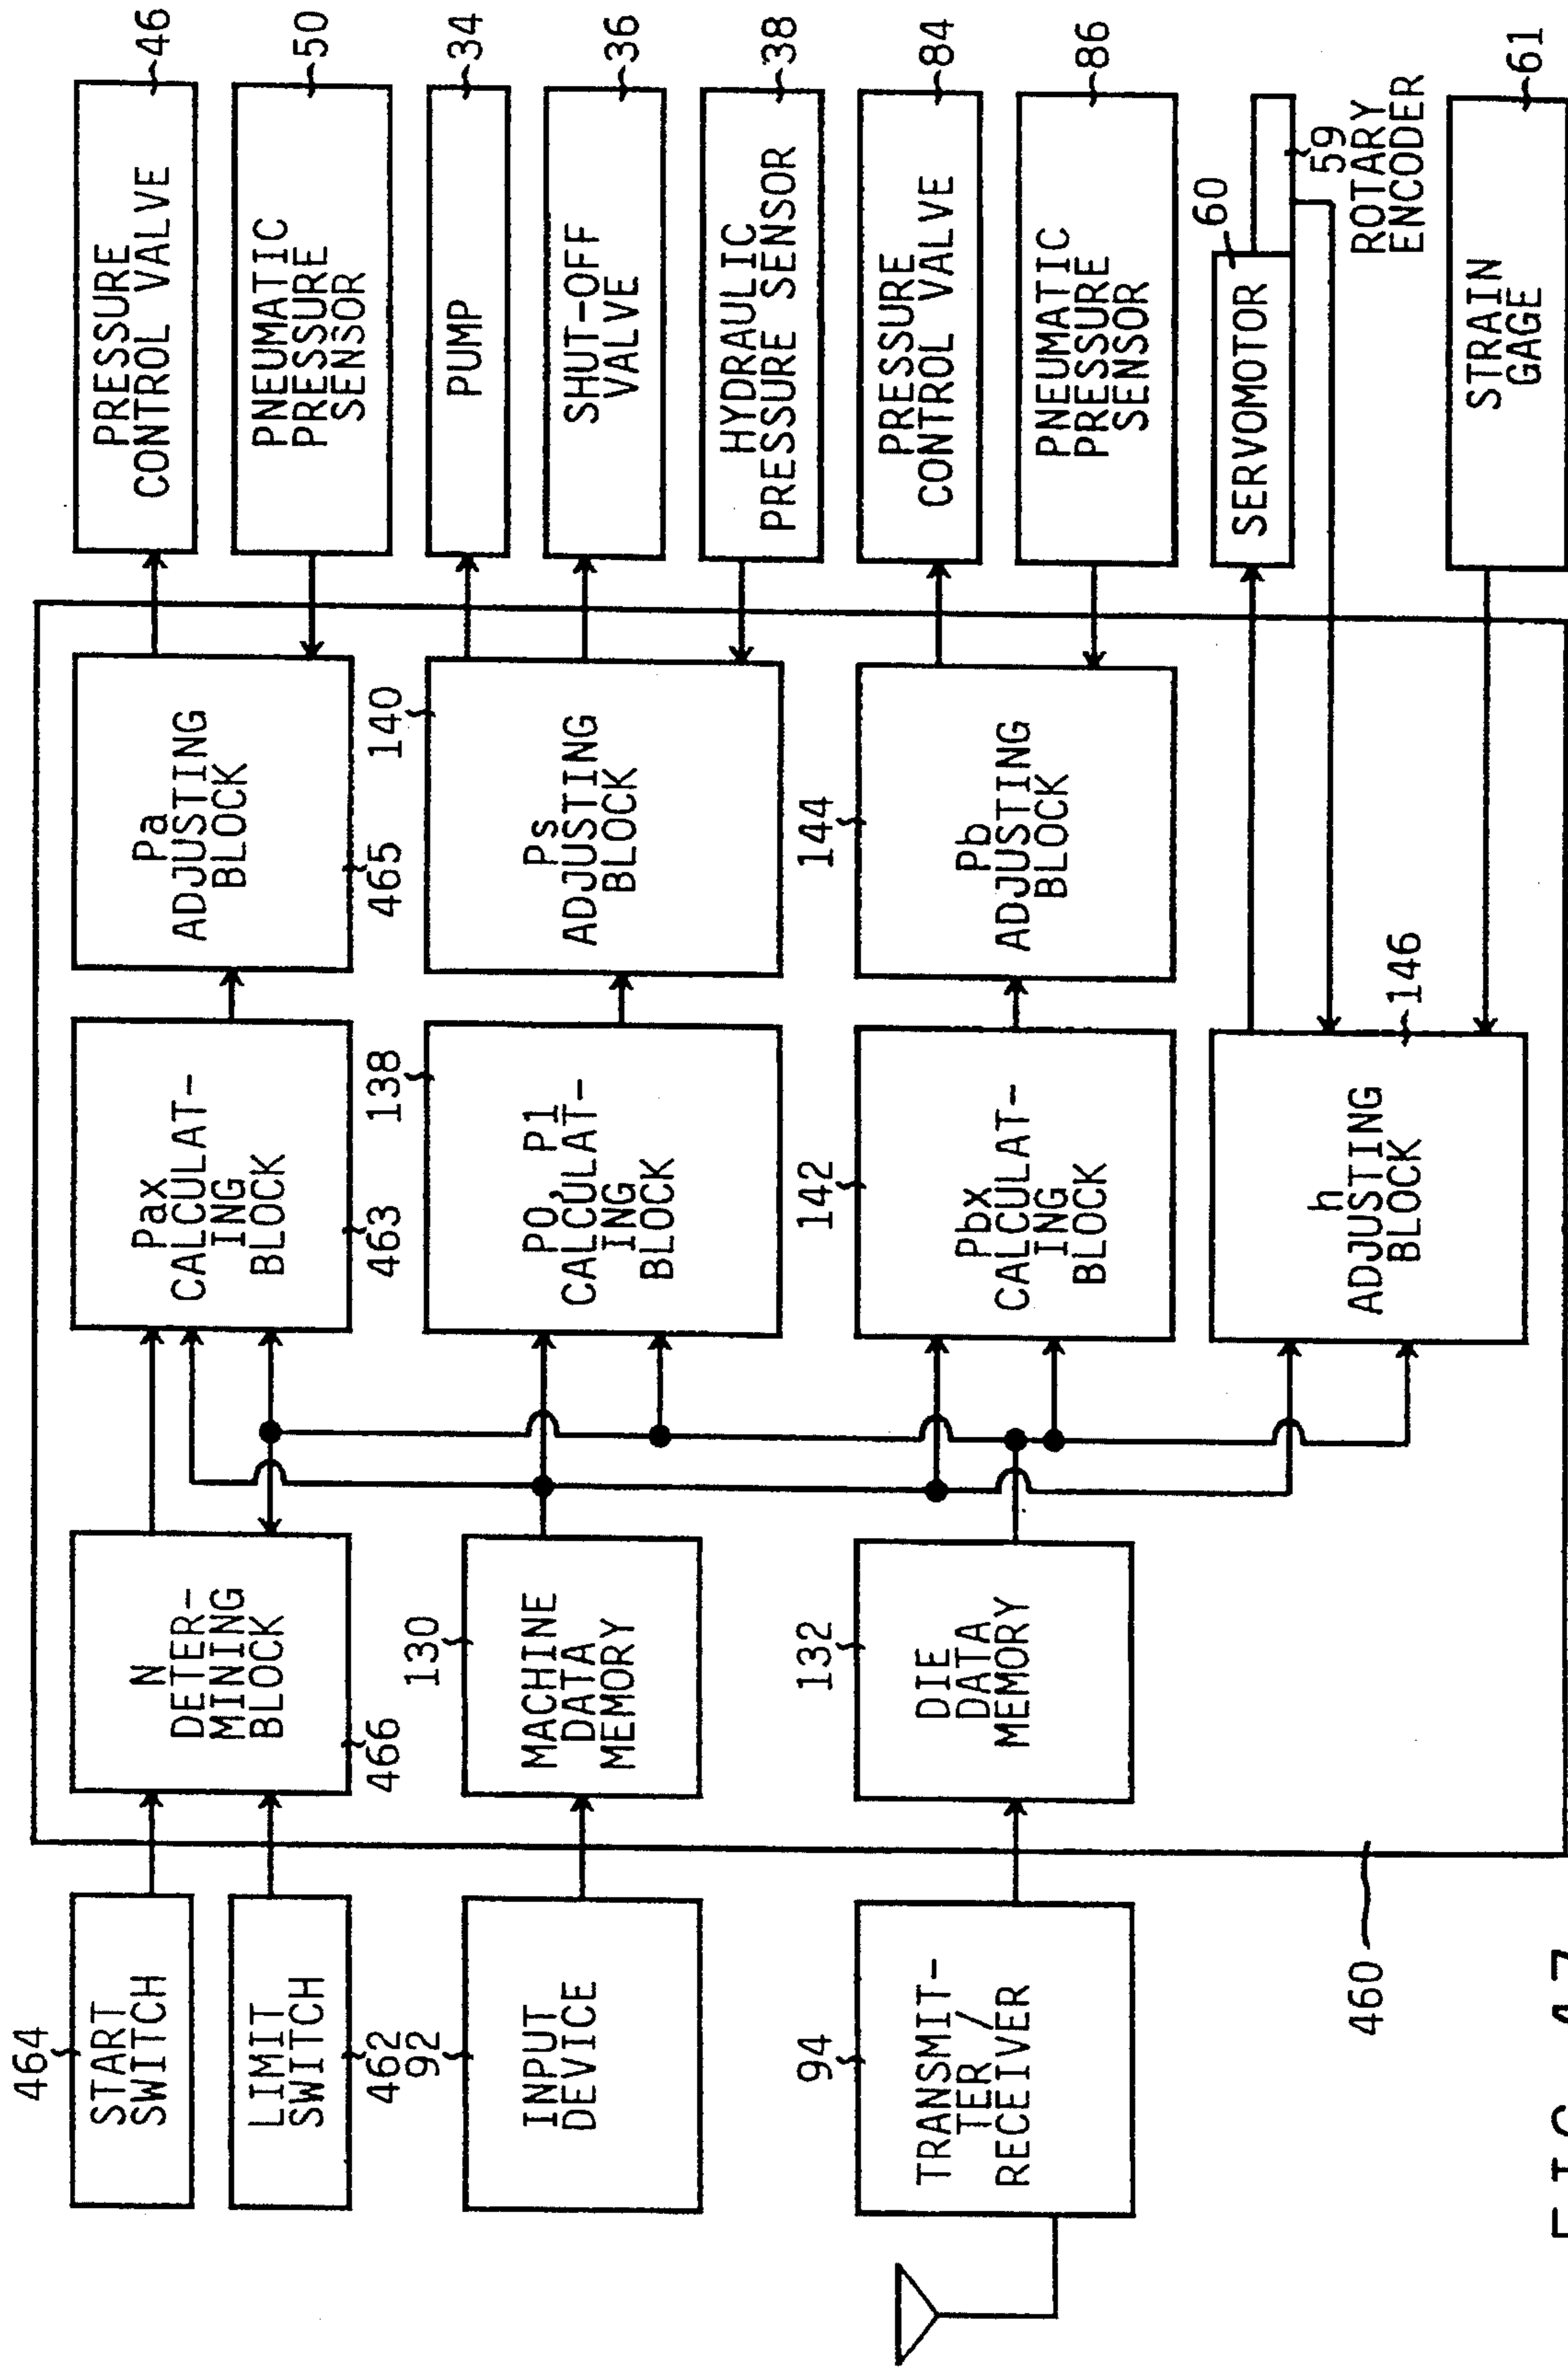 464
START
SWITCH
LIMIT
SWITCH
462
92
INPUT
DEVICE
94
TRANSMIT-
TER /
RECEIVER
N
DETER-
MINING
BLOCK
466
130
MACHINE
DATA
MEMORY
132
DIE
DATA
MEMORY
460
Pax
CALCULAT-
ING
BLOCK
463
138
Po, P1
CALCULAT-
ING
BLOCK
142
Pbx
CALCULAT-
ING
BLOCK
h
ADJUSTING
BLOCK
146
Pa
ADJUSTING
BLOCK
465
140
Ps
ADJUSTING
BLOCK
144
Pb
ADJUSTING
BLOCK
PRESSURE
CONTROL VALVE
46
PNEUMATIC
PRESSURE
SENSOR
50
PUMP
34
SHUT-OFF
VALVE
36
HYDRAULIC
PRESSURE SENSOR
38
PRESSURE
CONTROL VALVE
84
PNEUMATIC
PRESSURE
SENSOR
86
60
SERVOMOTOR
59
ROTARY
ENCODER
STRAIN
GAGE
61